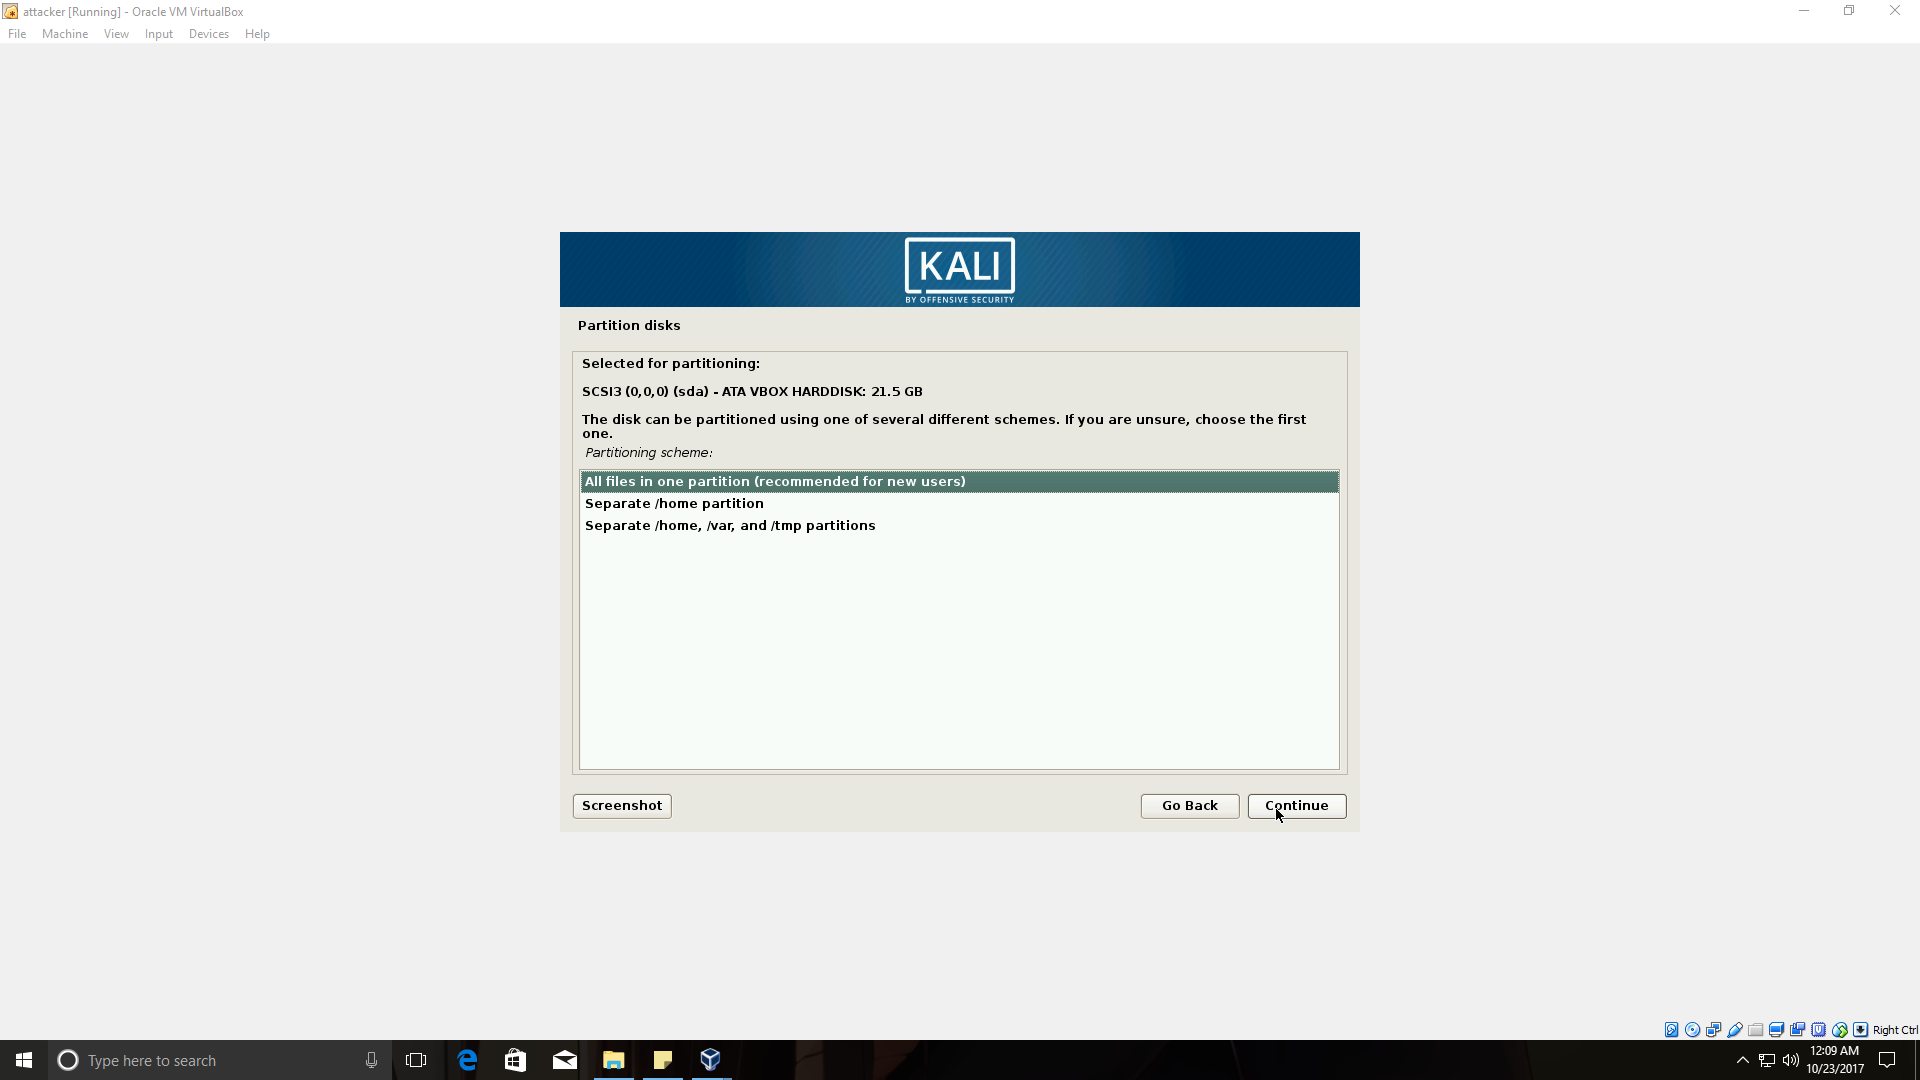 attacker [Running] - Oracle VM VirtualBox
File Machine View Input Devices Help
KALI
BY OFFENSIVE SECURITY
Partition disks
Selected for partitioning:
SCSI3 (0,0,0) (sda) - ATA VBOX HARDDISK: 21.5 GB
The disk can be partitioned using one of several different schemes. If you are unsure, choose the first
one.
Partitioning scheme:
All files in one partition (recommended for new users)
Separate /home partition
Separate /home, /var, and /tmp partitions
Screenshot Go Back Continue
Right Ctrl
Type here to search
12:09 AM
10/23/2017